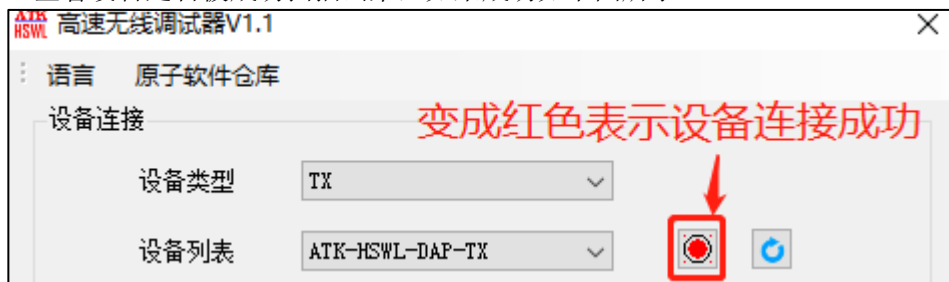 ATK
HSWL 高速无线调试器V1.1
语言 原子软件仓库
设备连接
变成红色表示设备连接成功
设备类型 TX
设备列表 ATK-HSWL-DAP-TX